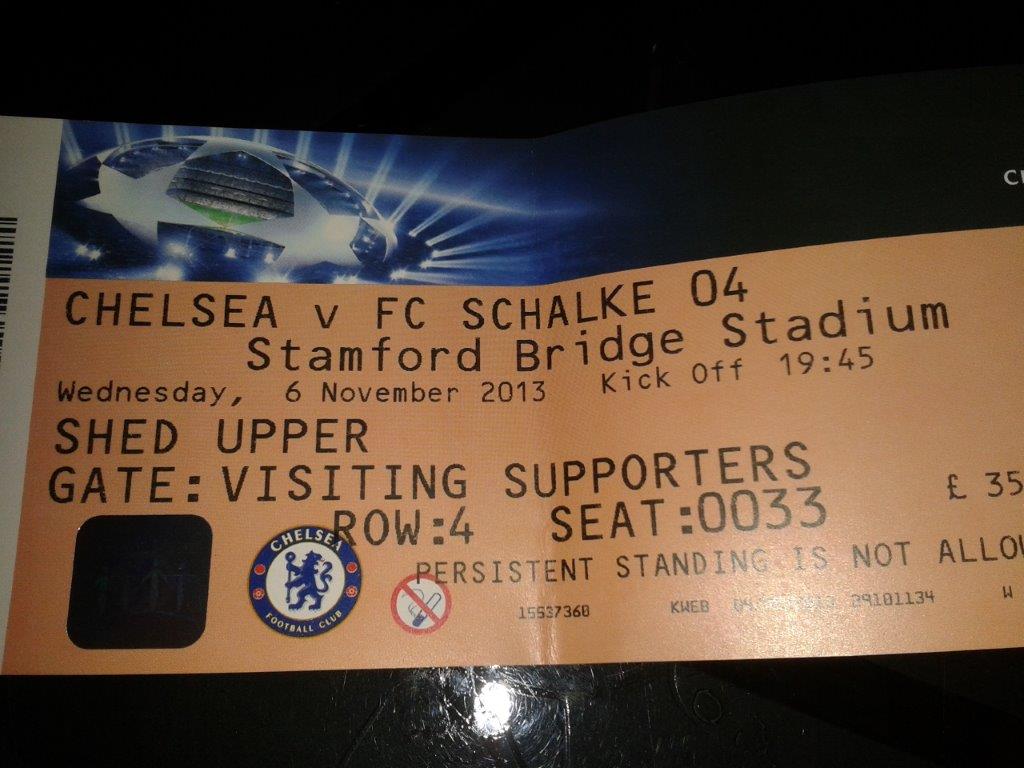 CHELSEA v FC SCHALKE 04
Stamford Bridge Stadium
Wednesday, 6 November 2013 Kick Off 19:45
SHED UPPER
GATE: VISITING SUPPORTERS
£ 35
ROW:4 SEAT:0033
PERSISTENT STANDING IS NOT ALLOW
CHELSEA
FOOTBALL CLUB
15537360 KWEB 29101134 W